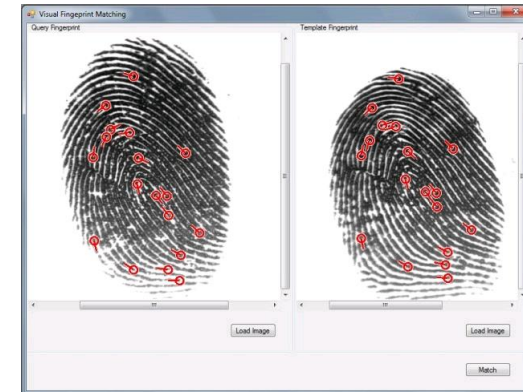 Visual Fingerprint Matching
Query Fingerprint
Template Fingerprint
Load Image
Load Image
Match